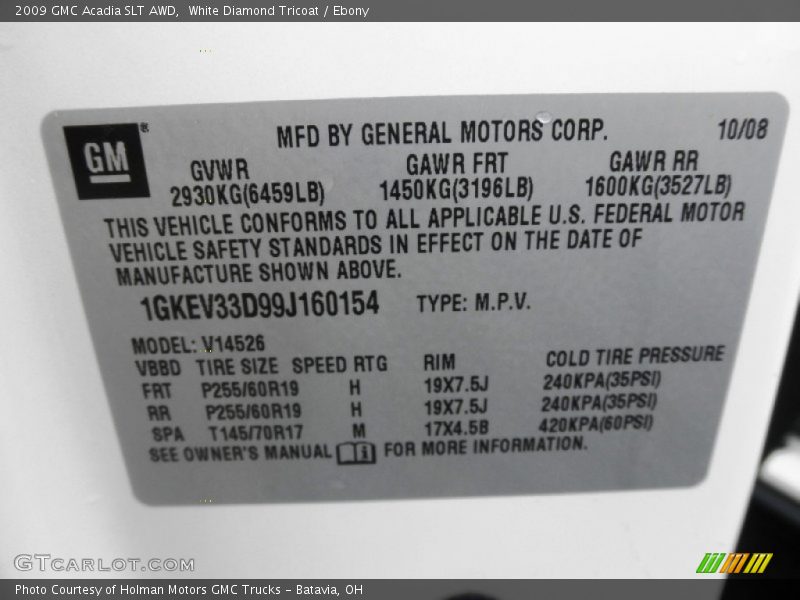 2009 GMC Acadia SLT AWD, White Diamond Tricoat / Ebony
GM® MFD BY GENERAL MOTORS CORP. 10/08
GVWR GAWR FRT GAWR RR
2930KG(6459LB) 1450KG(3196LB) 1600KG(3527LB)
THIS VEHICLE CONFORMS TO ALL APPLICABLE U.S. FEDERAL MOTOR
VEHICLE SAFETY STANDARDS IN EFFECT ON THE DATE OF
MANUFACTURE SHOWN ABOVE.
1GKEV33D99J160154 TYPE: M.P.V.
MODEL: V14526
VBBD TIRE SIZE SPEED RTG RIM COLD TIRE PRESSURE
FRT P255/60R19 H 19X7.5J 240KPA(35PSI)
RR P255/60R19 H 19X7.5J 240KPA(35PSI)
SPA T145/70R17 M 17X4.5B 420KPA(60PSI)
SEE OWNER'S MANUAL i FOR MORE INFORMATION.
GTCARLOT.COM
Photo Courtesy of Holman Motors GMC Trucks - Batavia, OH